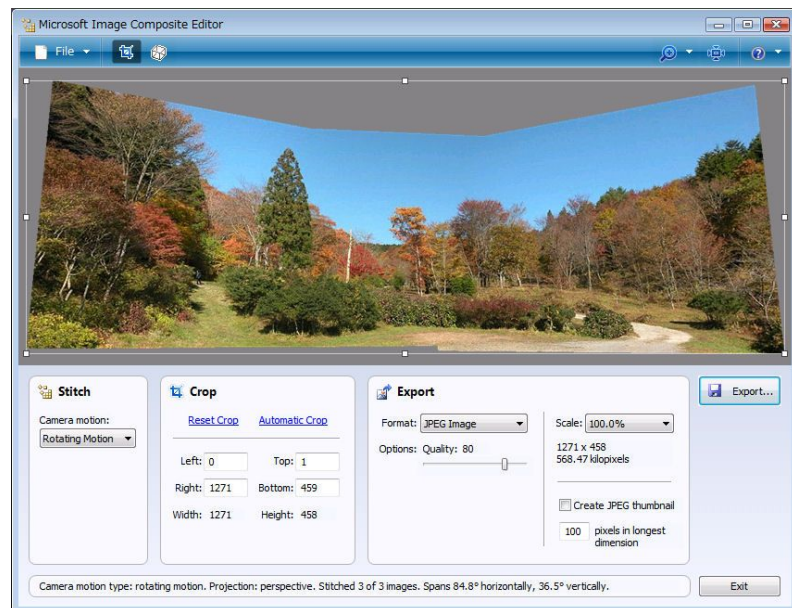 Microsoft Image Composite Editor
File
Stitch
Camera motion:
Rotating Motion
Crop
Reset Crop Automatic Crop
Left: 0 Top: 1
Right: 1271 Bottom: 459
Width: 1271 Height: 458
Export
Format: JPEG Image
Options: Quality: 80
Scale: 100.0%
1271 x 458
568.47 kilopixels
Create JPEG thumbnail
100 pixels in longest
dimension
Export...
Camera motion type: rotating motion. Projection: perspective. Stitched 3 of 3 images. Spans 84.8° horizontally, 36.5° vertically.
Exit